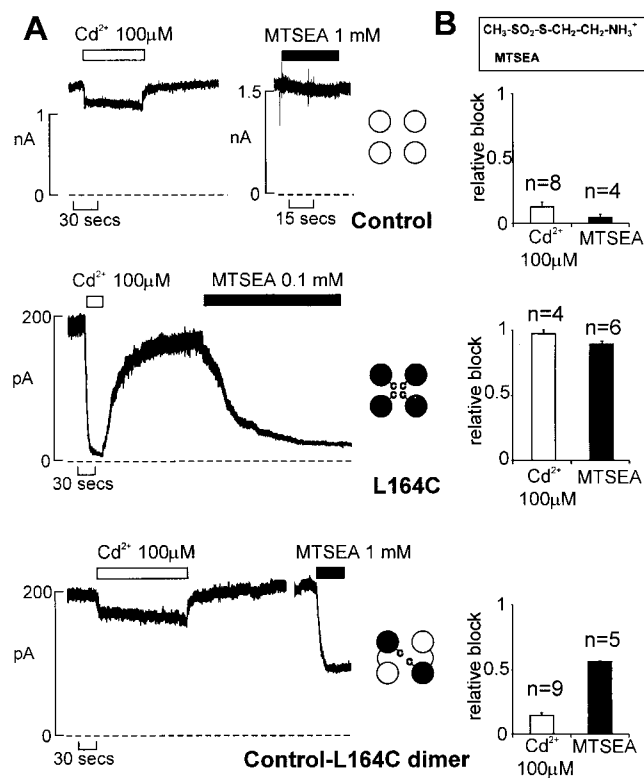 A
B
Cd²⁺ 100μM
MTSEA 1 mM
1
nA
0
30 secs
1.5
nA
0
15 secs
Control
CH₃-SO₂-S-CH₂-CH₂-NH₃⁺
MTSEA
relative block
1
0.5
0
n=8
n=4
Cd²⁺
100μM
MTSEA
Cd²⁺ 100μM
MTSEA 0.1 mM
200
pA
0
30 secs
C C
C C
L164C
relative block
1
0.5
0
n=4
n=6
Cd²⁺
100μM
MTSEA
Cd²⁺ 100μM
MTSEA 1 mM
200
pA
0
30 secs
C
C
Control-L164C dimer
relative block
1
0.5
0
n=9
n=5
Cd²⁺
100μM
MTSEA